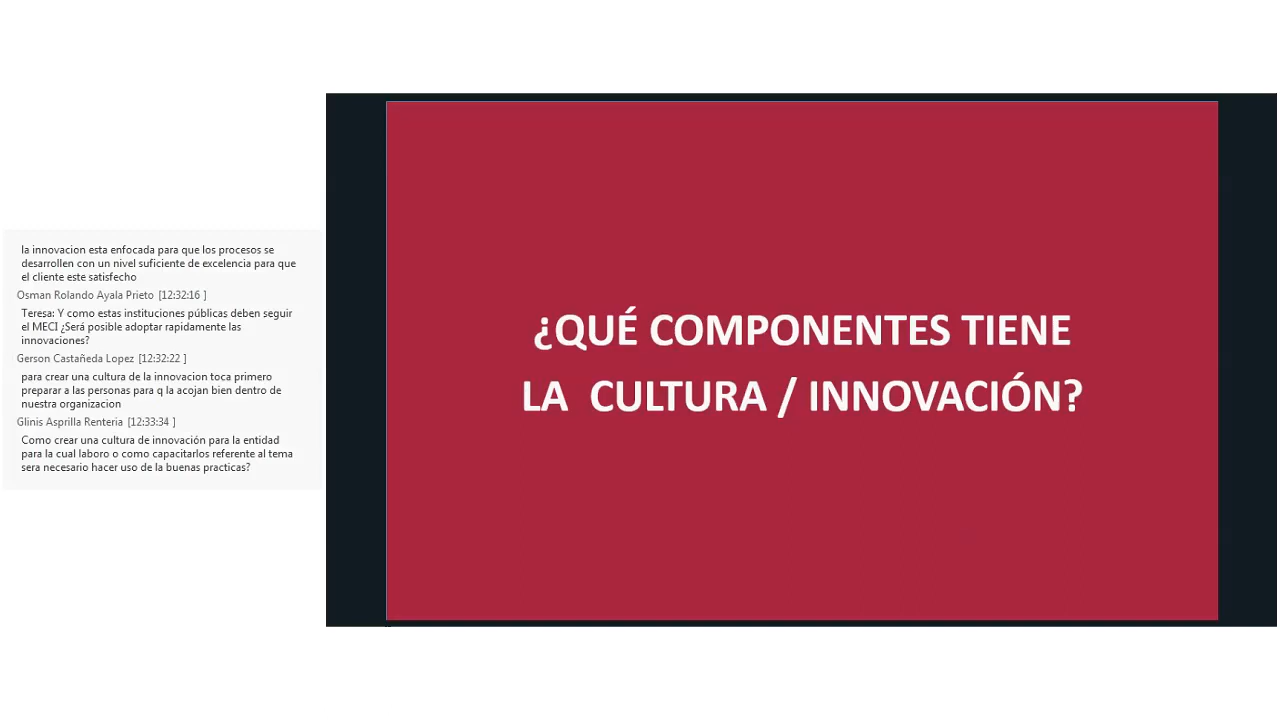 la innovacion esta enfocada para que los procesos se
desarrollen con un nivel suficiente de excelencia para que
el cliente este satisfecho
Osman Rolando Ayala Prieto [12:32:16 ]
Teresa: Y como estas instituciones públicas deben seguir
el MECI ¿Será posible adoptar rapidamente las
innovaciones?
Gerson Castañeda Lopez [12:32:22 ]
para crear una cultura de la innovacion toca primero
preparar a las personas para q la acojan bien dentro de
nuestra organizacion
Glinis Asprilla Renteria [12:33:34 ]
Como crear una cultura de innovación para la entidad
para la cual laboro o como capacitarlos referente al tema
sera necesario hacer uso de la buenas practicas?
¿QUÉ COMPONENTES TIENE
LA CULTURA / INNOVACIÓN?